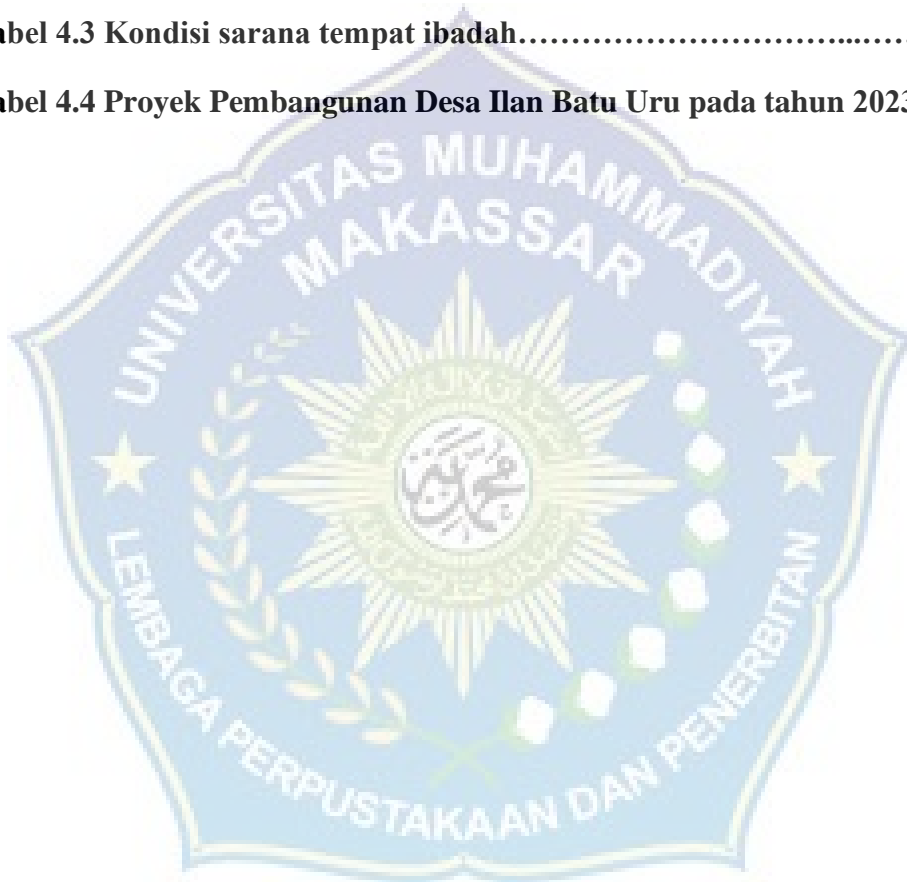 abel 4.3 Kondisi sarana tempat ibadah…………………………...……
abel 4.4 Proyek Pembangunan Desa Ilan Batu Uru pada tahun 2023
UNIVERSITAS MUHAMMADIYAH
MAKASSAR
LEMBAGA PERPUSTAKAAN DAN PENERBITAN